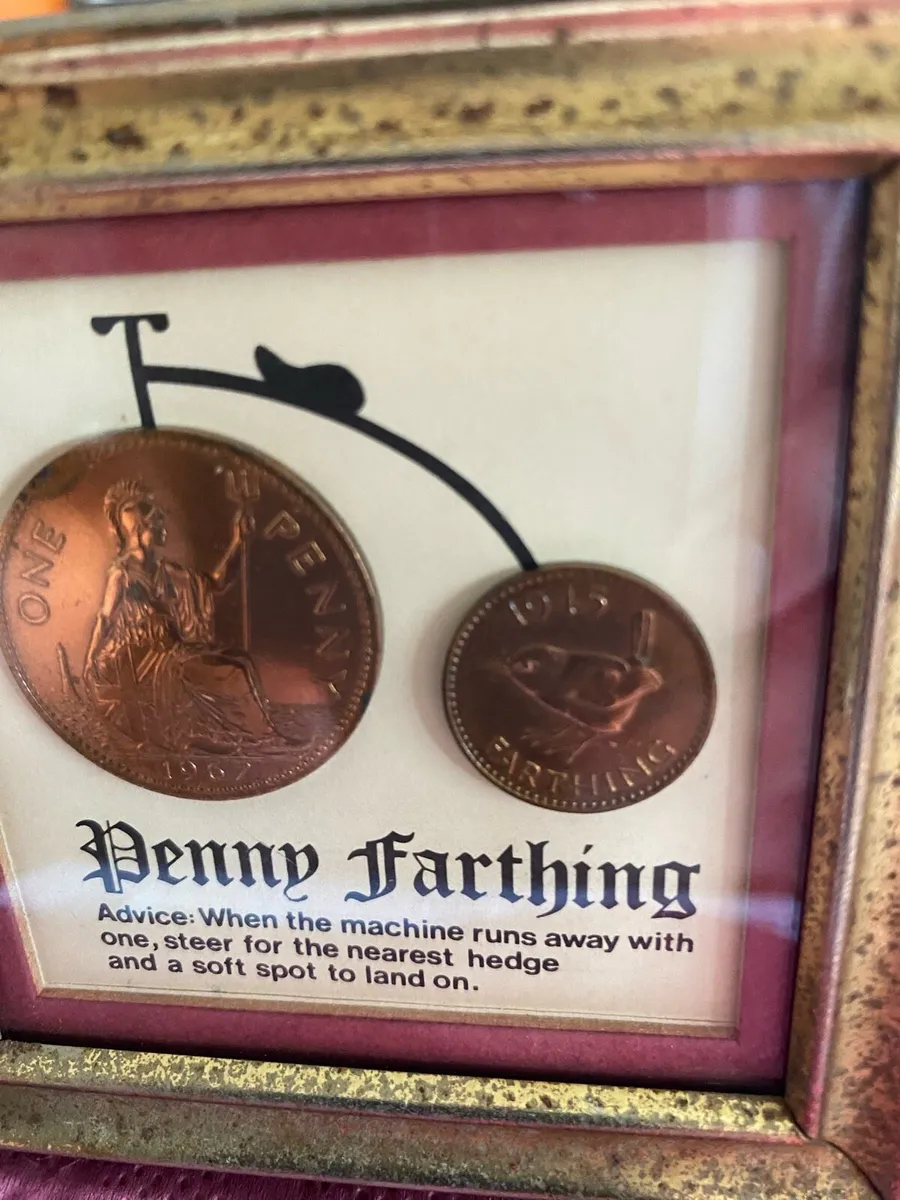 ONE PENNY
1967
1945
FARTHING
Penny Farthing
Advice: When the machine runs away with
one, steer for the nearest hedge
and a soft spot to land on.